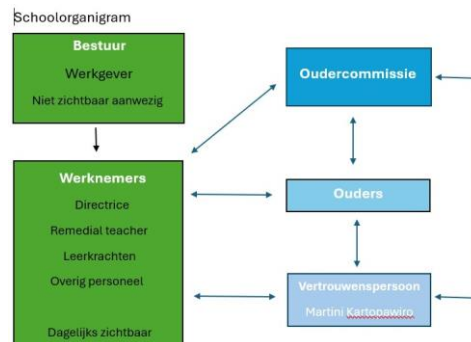 Schoolorganigram
Bestuur
Werkgever
Niet zichtbaar aanwezig
Oudercommissie
Werknemers
Directrice
Remedial teacher
Leerkrachten
Overig personeel
Dagelijks zichtbaar
Ouders
Vertrouwenspersoon
Martini Kartopawiro